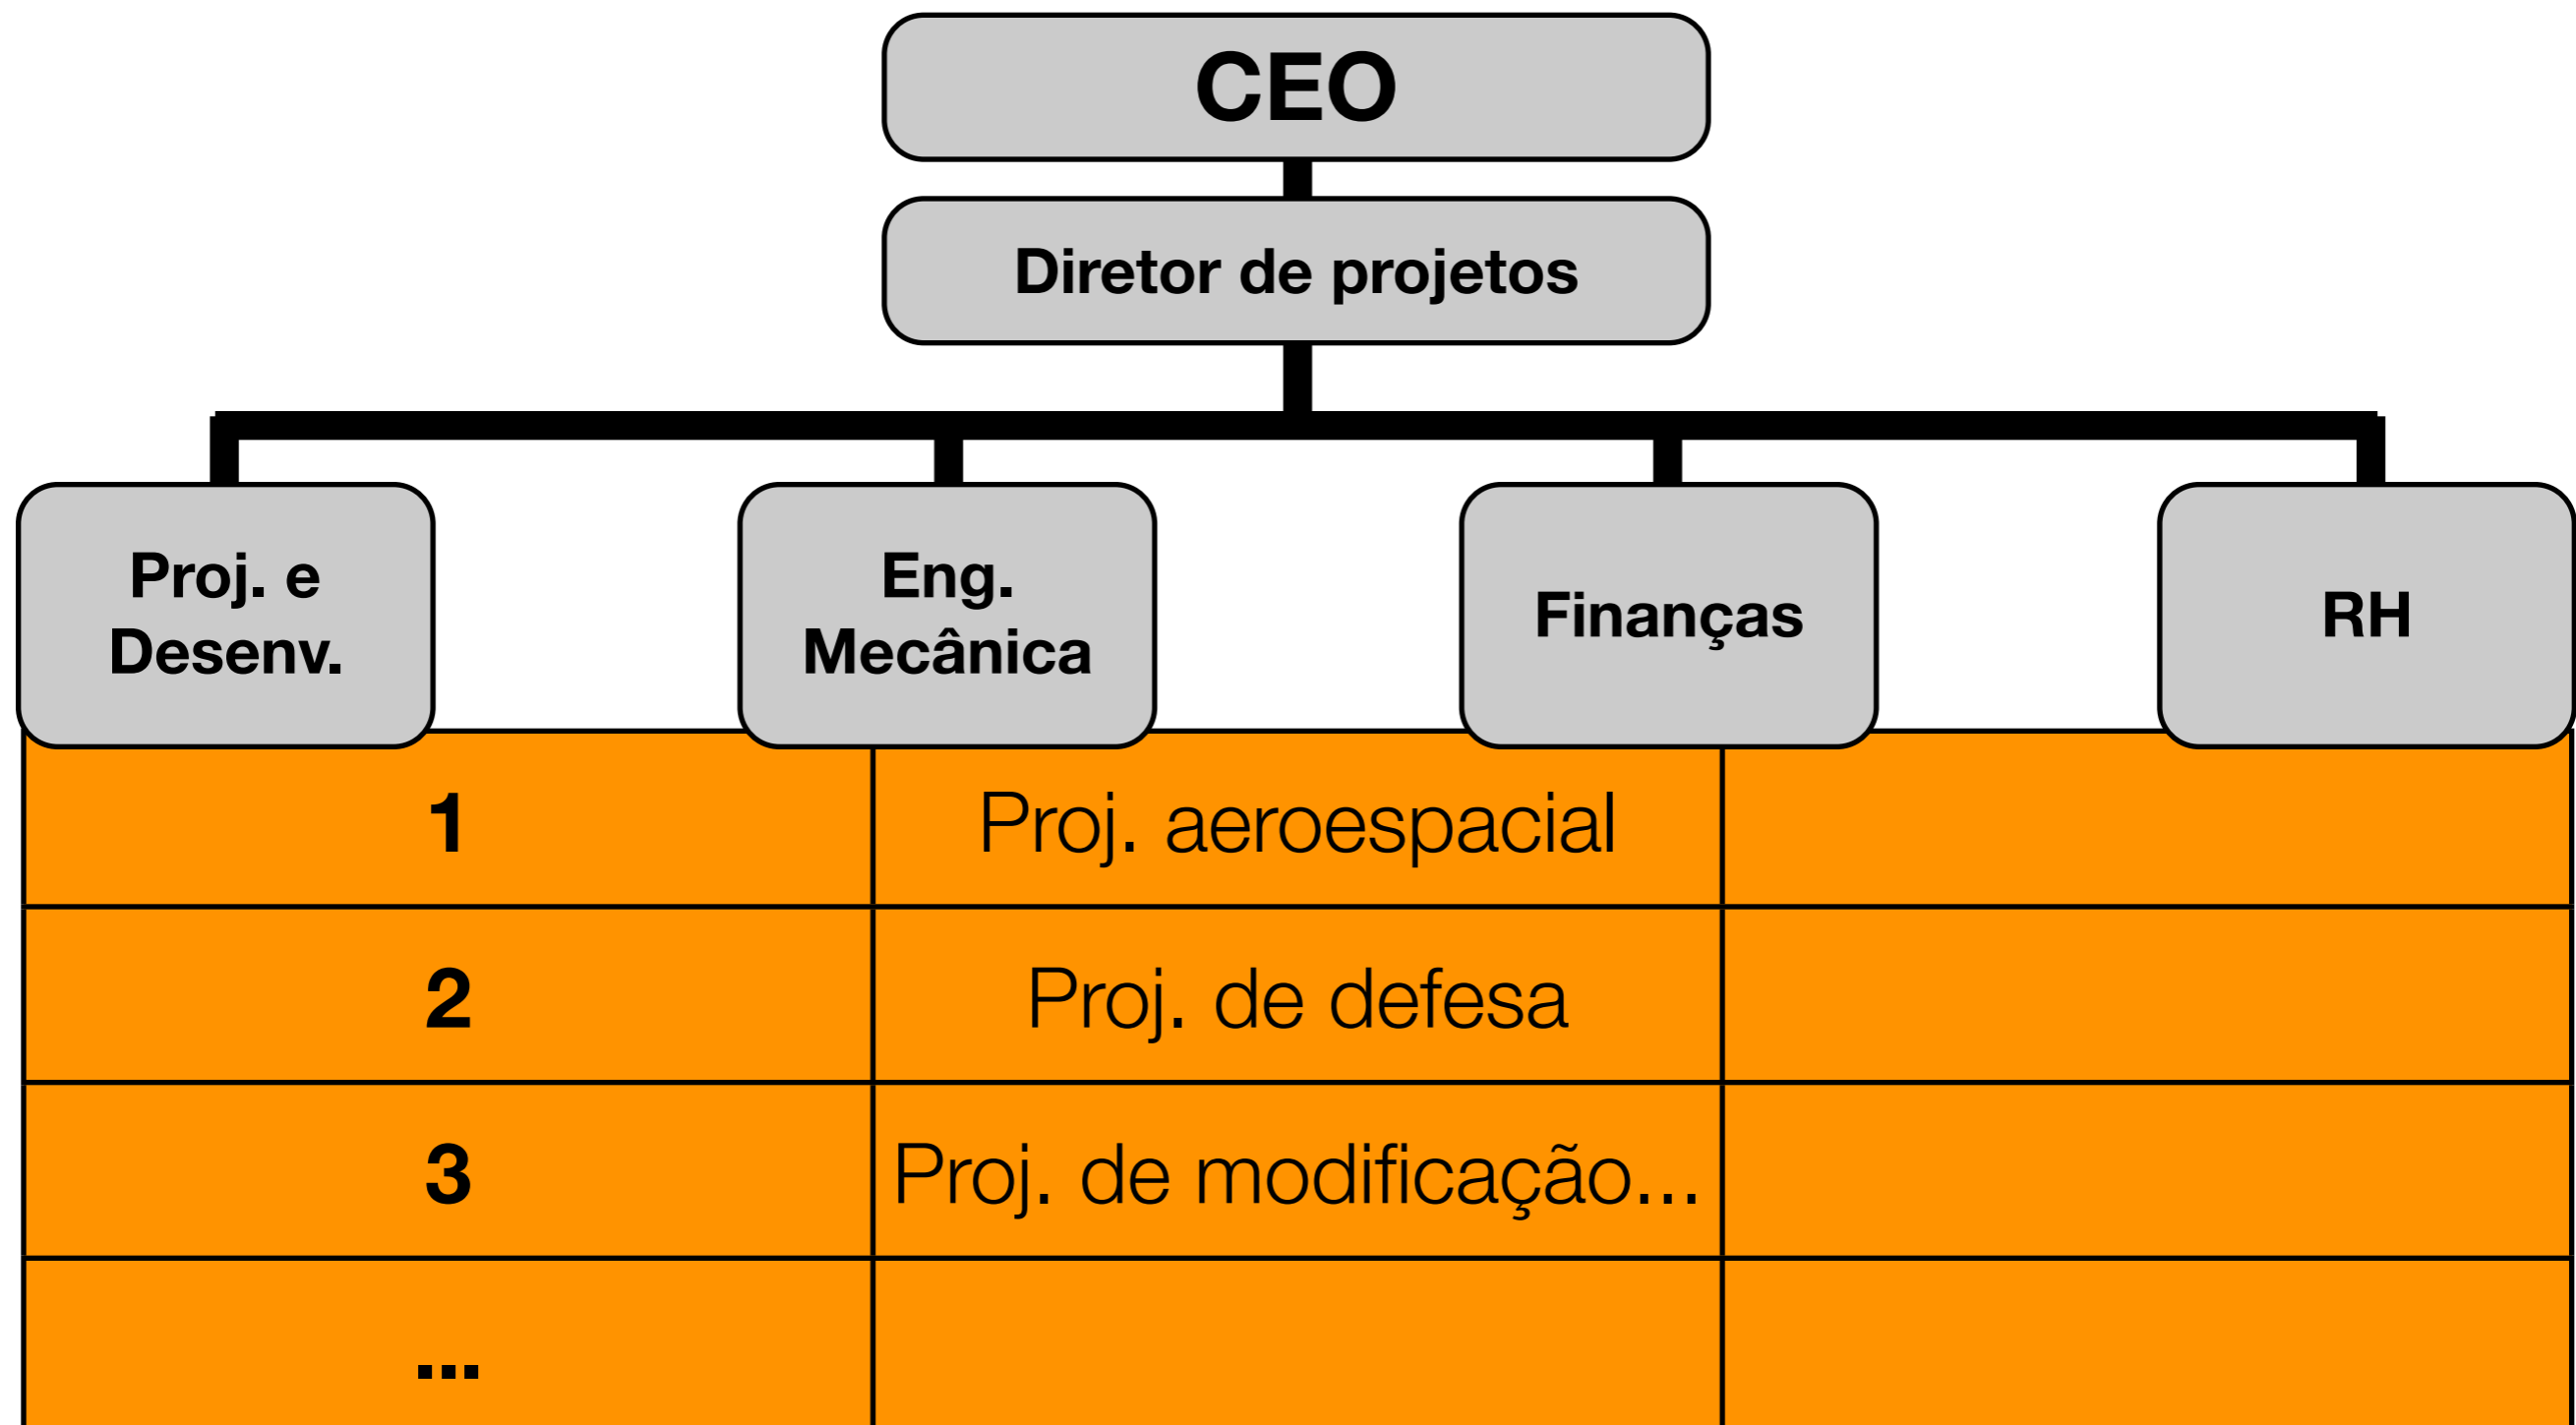 CEO
Diretor de projetos
Proj. e
Desenv.
Eng.
Mecânica
Finanças
RH
1
Proj. aeroespacial
2
Proj. de defesa
3
Proj. de modificação...
...